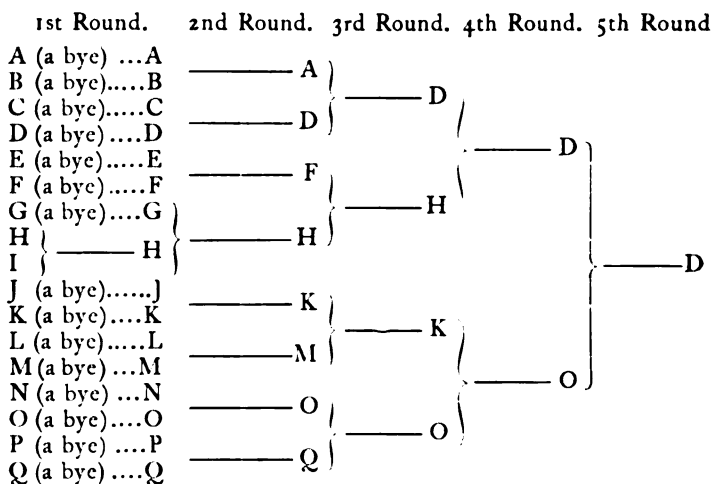 1st Round. 2nd Round. 3rd Round. 4th Round. 5th Round
A (a bye) ...A
A
B (a bye).....B
D
C (a bye).....C
D
D (a bye)....D
D
E (a bye).....E
F
F (a bye).....F
G (a bye)....G
H
H
H
H
I
D
J (a bye)......J
K
K (a bye)....K
K
L (a bye).....L
M
M (a bye) ...M
O
N (a bye) ...N
O
O (a bye)....O
O
P (a bye) ....P
Q
Q (a bye)....Q